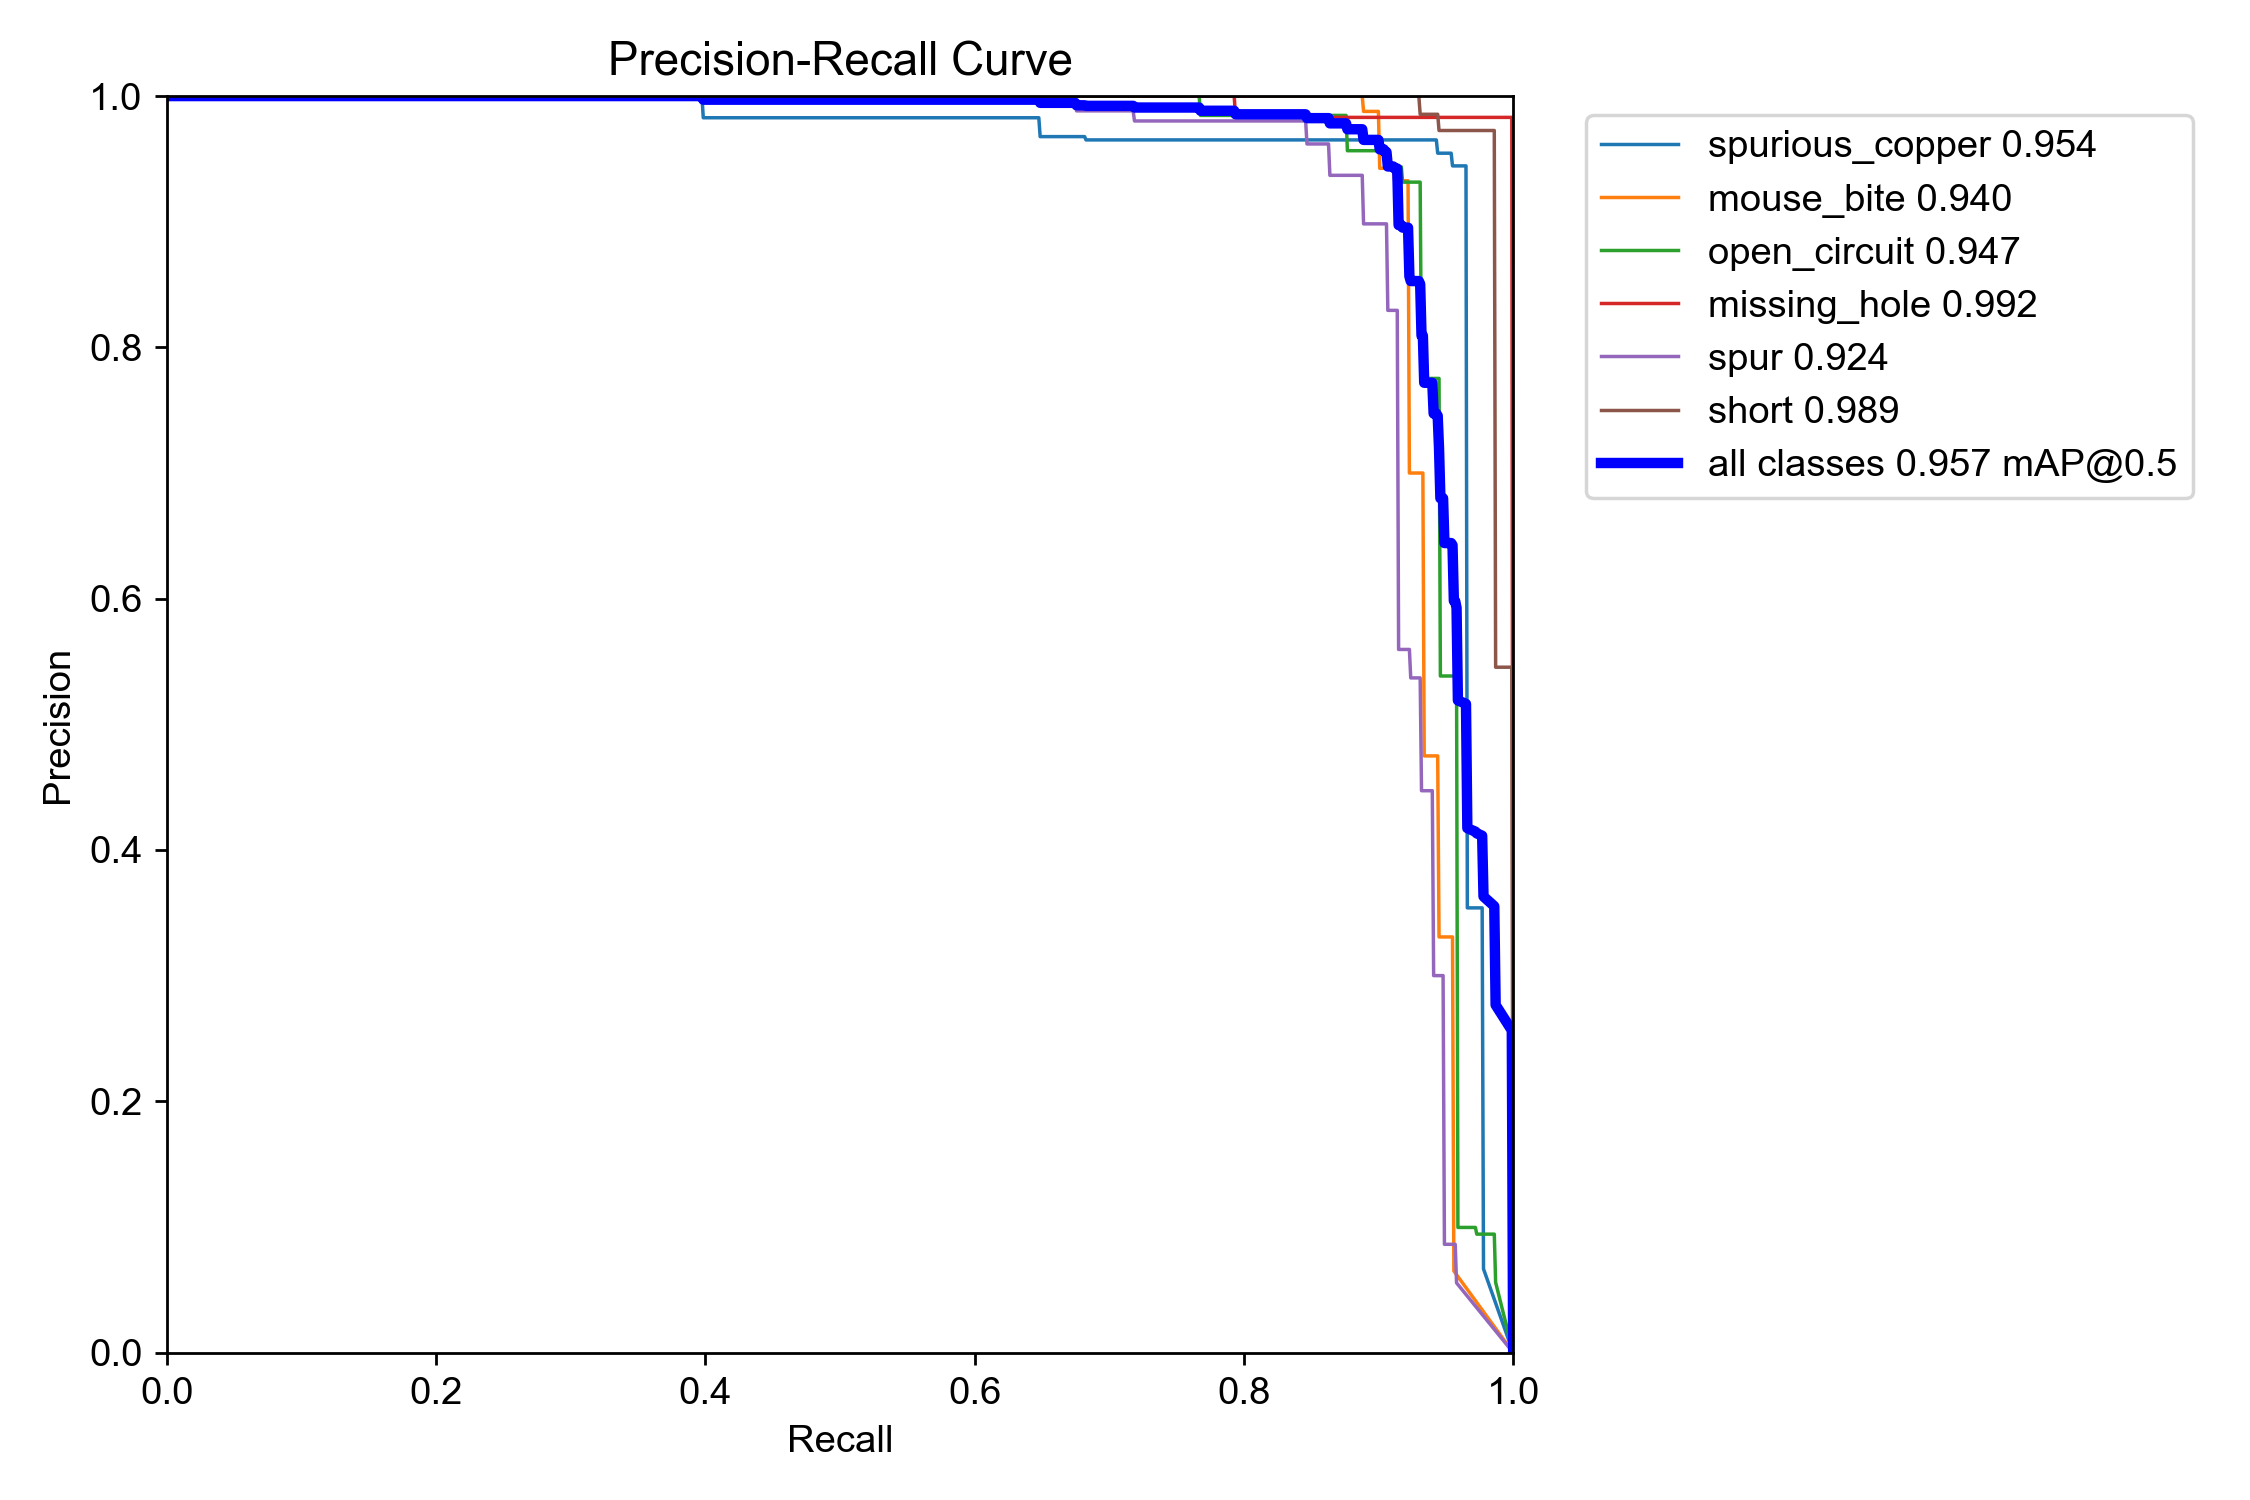 Precision-Recall Curve
1.0
0.8
0.6
0.4
0.2
0.0
Precision
0.0 0.2 0.4 0.6 0.8 1.0
Recall
spurious_copper 0.954
mouse_bite 0.940
open_circuit 0.947
missing_hole 0.992
spur 0.924
short 0.989
all classes 0.957 mAP@0.5